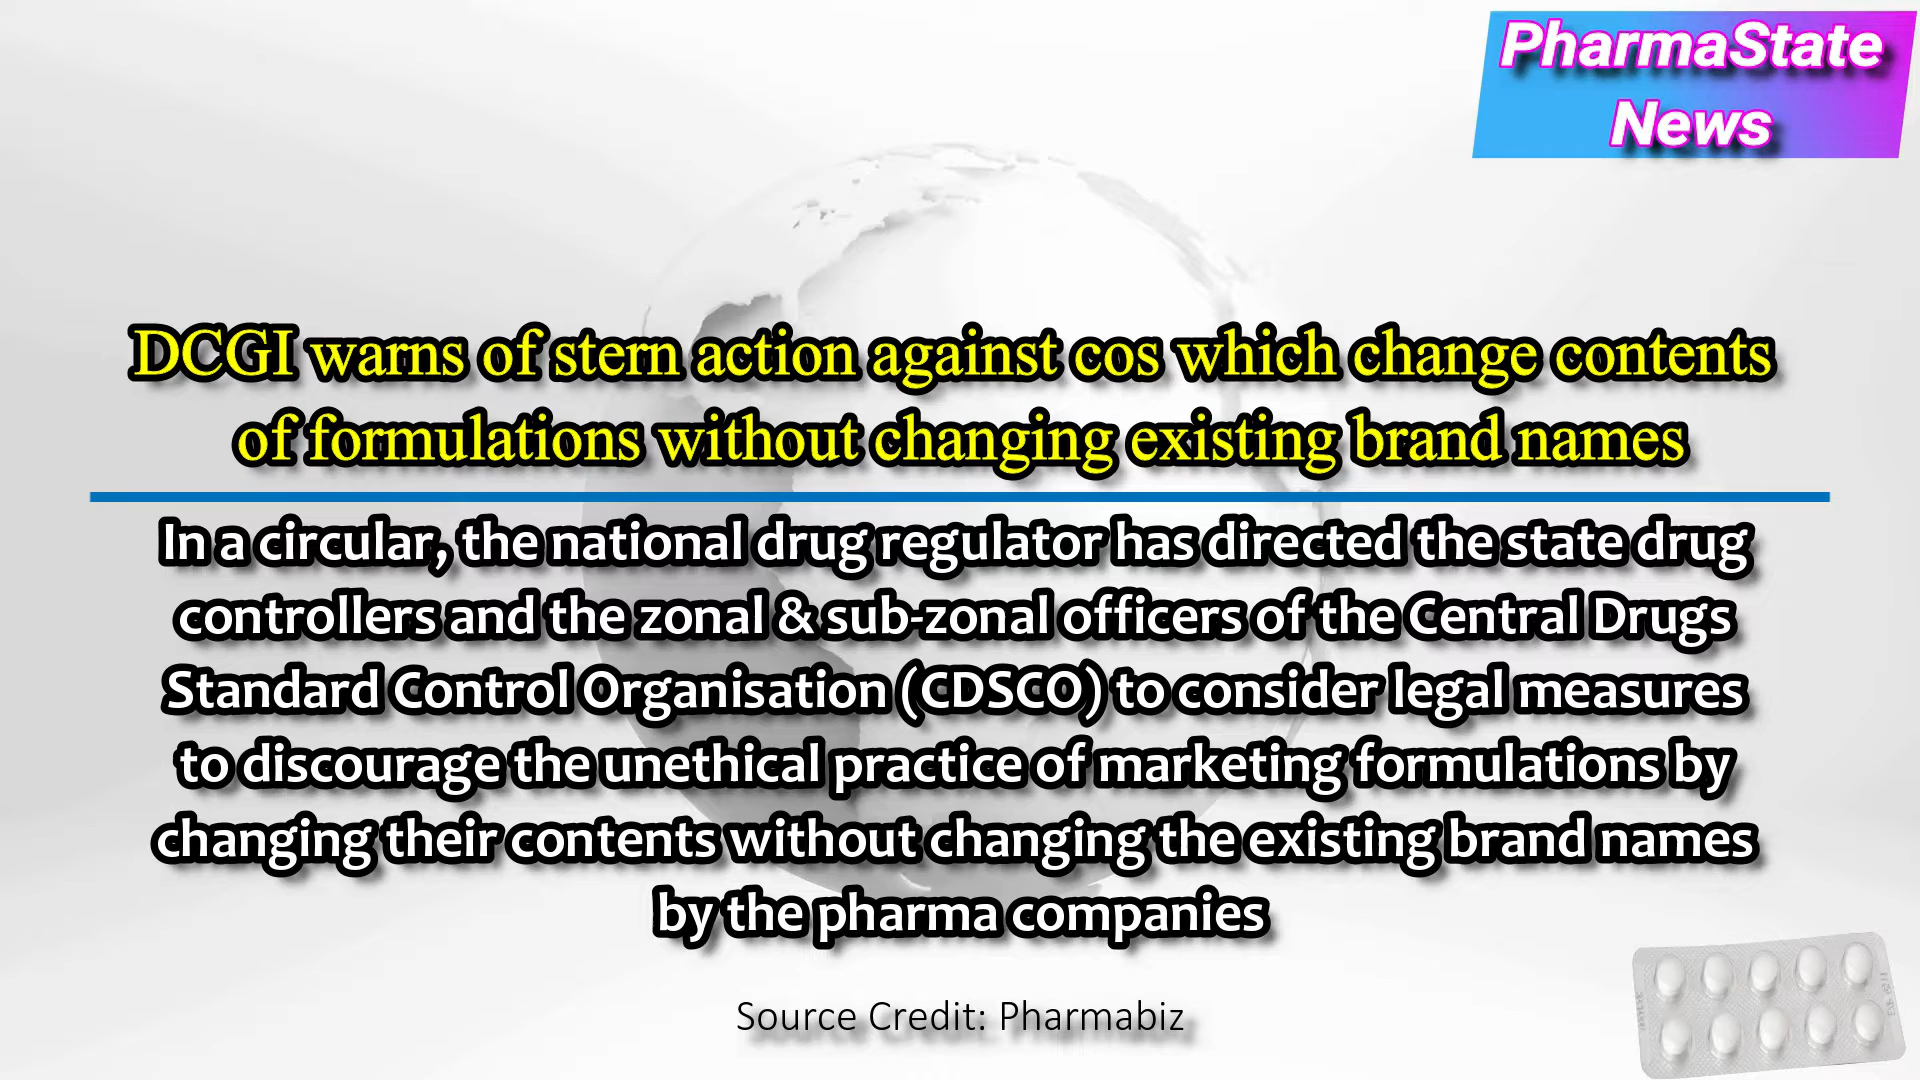 PharmaState
News
DCGI warns of stern action against cos which change contents
of formulations without changing existing brand names
In a circular, the national drug regulator has directed the state drug
controllers and the zonal & sub-zonal officers of the Central Drugs
Standard Control Organisation (CDSCO) to consider legal measures
to discourage the unethical practice of marketing formulations by
changing their contents without changing the existing brand names
by the pharma companies
Source Credit: Pharmabiz